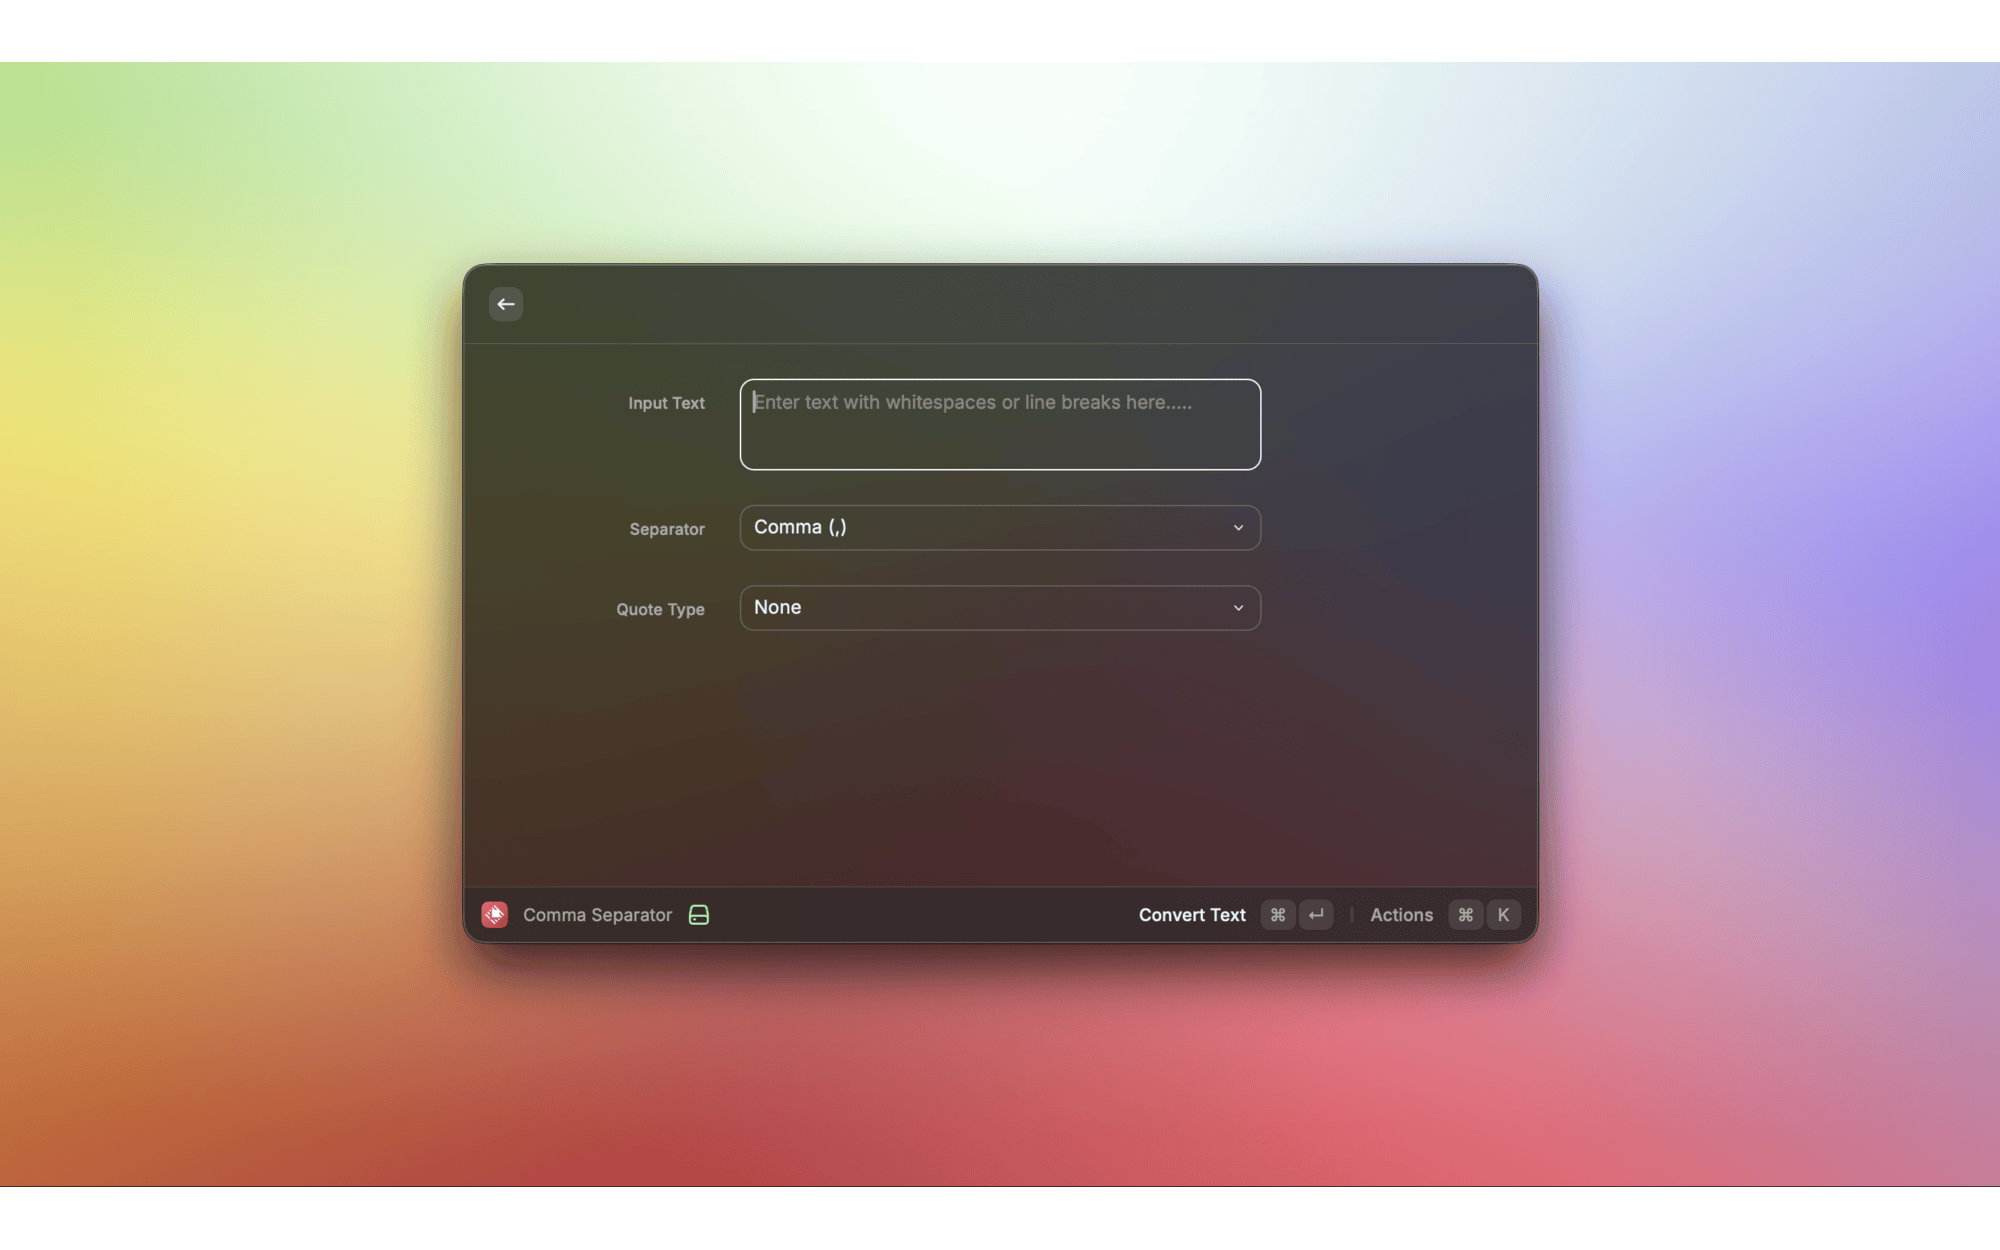 Input Text
Enter text with whitespaces or line breaks here.....
Separator
Comma (,)
Quote Type
None
Comma Separator
Convert Text ⌘ ↵ | Actions ⌘ K